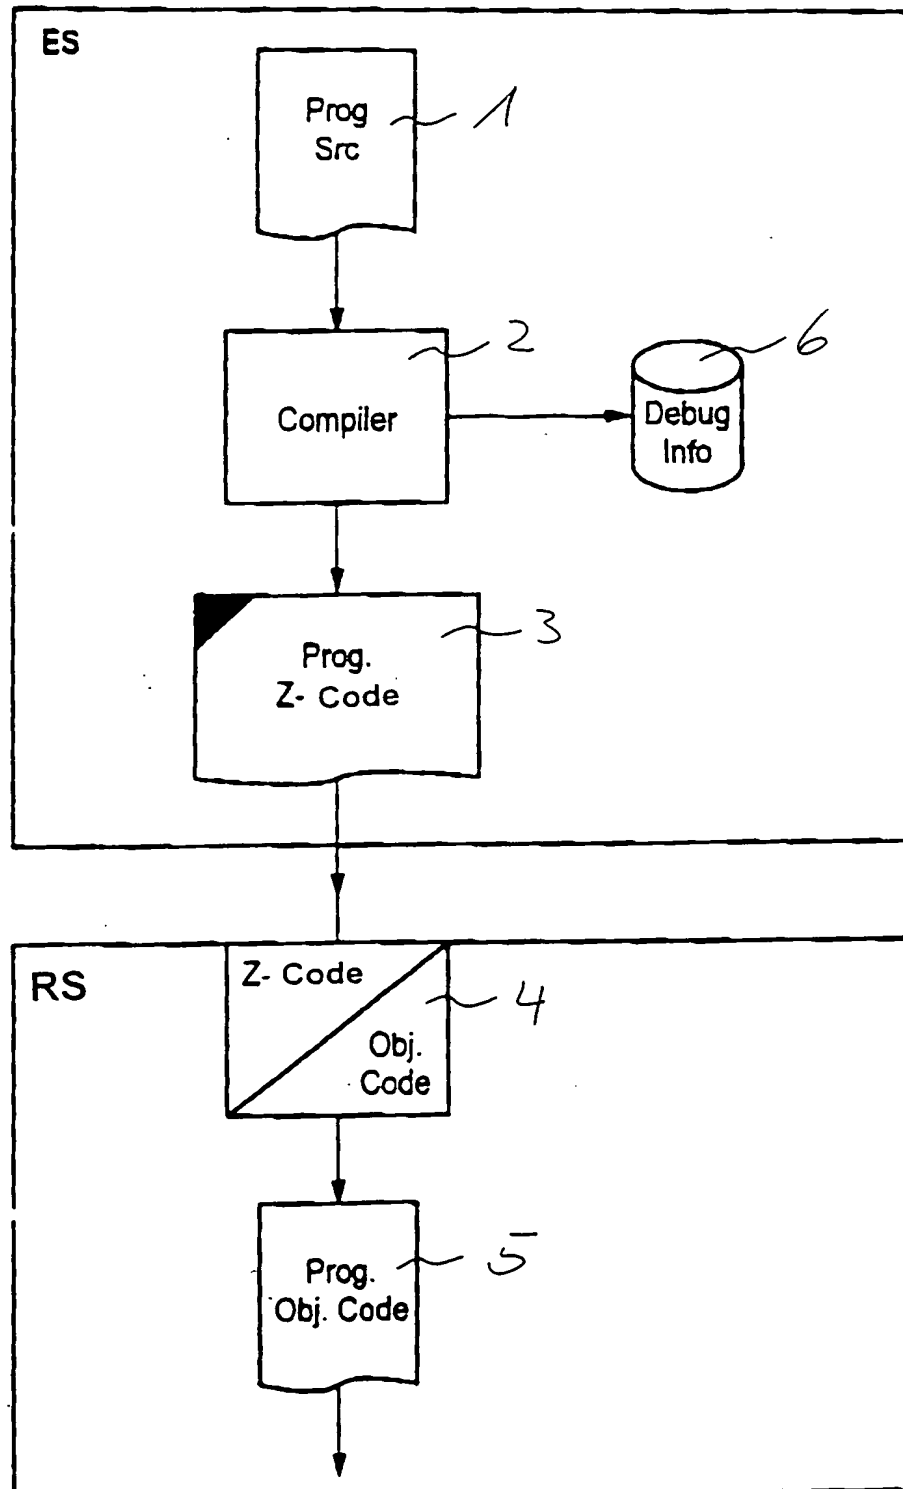 ES
Prog
Src
1
2
Compiler
6
Debug
Info
3
Prog.
Z- Code
RS
Z- Code
4
Obj.
Code
5
Prog.
Obj. Code